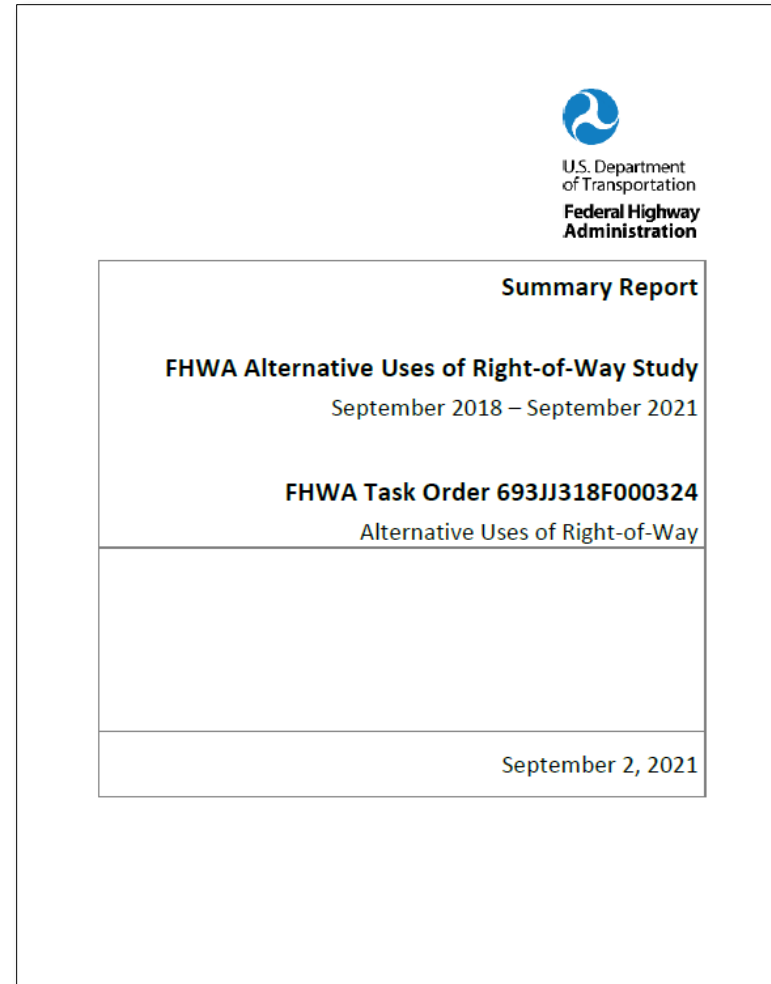 U.S. Department
of Transportation
Federal Highway
Administration
Summary Report
FHWA Alternative Uses of Right-of-Way Study
September 2018 – September 2021
FHWA Task Order 693JJ318F000324
Alternative Uses of Right-of-Way
September 2, 2021